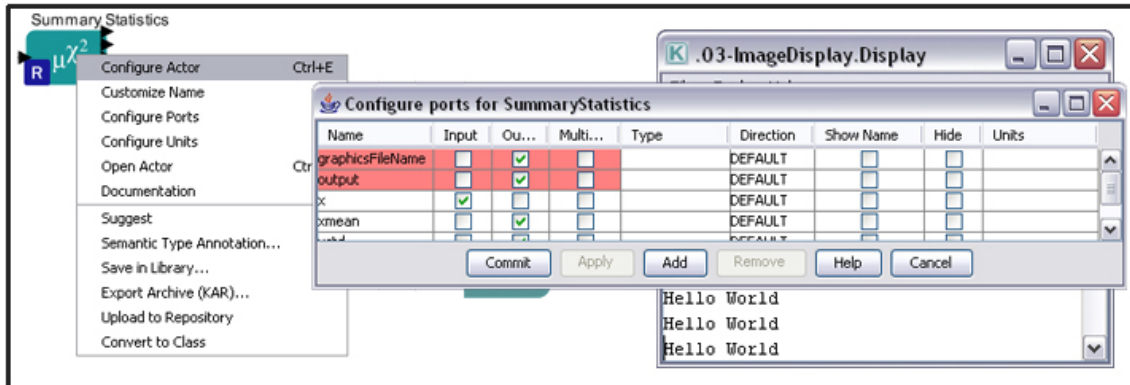 Summary Statistics
μχ²
R
Configure Actor Ctrl+E
Customize Name
Configure Ports
Configure Units
Open Actor Ctr
Documentation
Suggest
Semantic Type Annotation...
Save in Library...
Export Archive (KAR)...
Upload to Repository
Convert to Class
K .03-ImageDisplay.Display
Configure ports for SummaryStatistics
Name Input Ou... Multi... Type Direction Show Name Hide Units
graphicsFileName DEFAULT
output DEFAULT
x DEFAULT
xmean DEFAULT
DEFAULT
Commit Apply Add Remove Help Cancel
Hello World
Hello World
Hello World